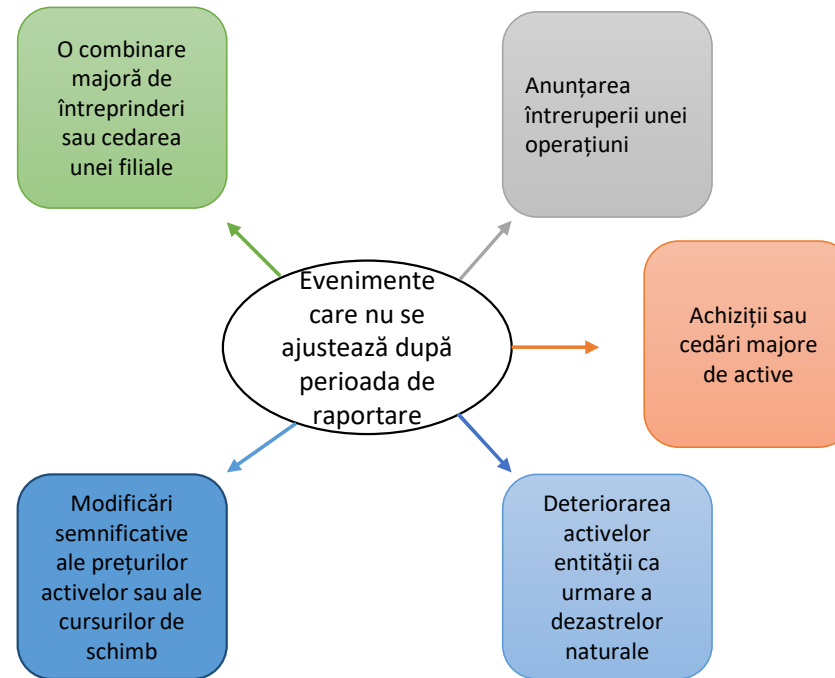 O combinare
majoră de
întreprinderi
sau cedarea
unei filiale
Anunțarea
întreruperii unei
operațiuni
Evenimente
care nu se
ajustează după
perioada de
raportare
Achiziții sau
cedări majore
de active
Modificări
semnificative
ale prețurilor
activelor sau ale
cursurilor de
schimb
Deteriorarea
activelor
entității ca
urmare a
dezastrelor
naturale